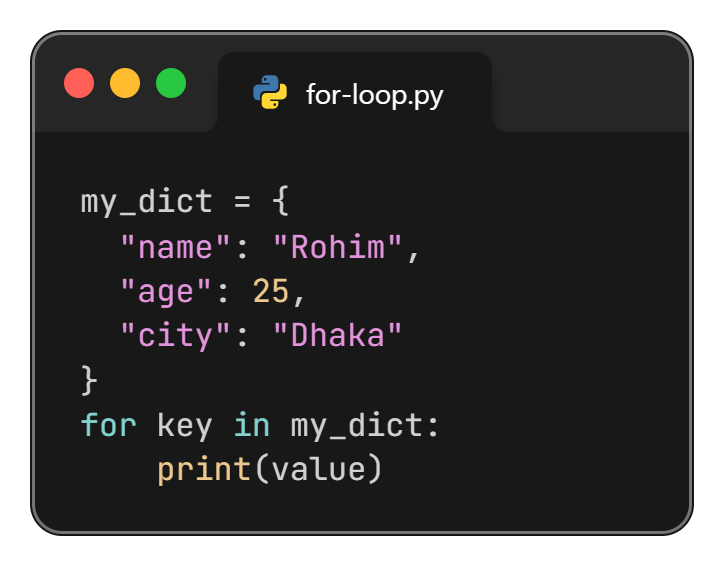 for-loop.py
my_dict = {
  "name": "Rohim",
  "age": 25,
  "city": "Dhaka"
}
for key in my_dict:
    print(value)